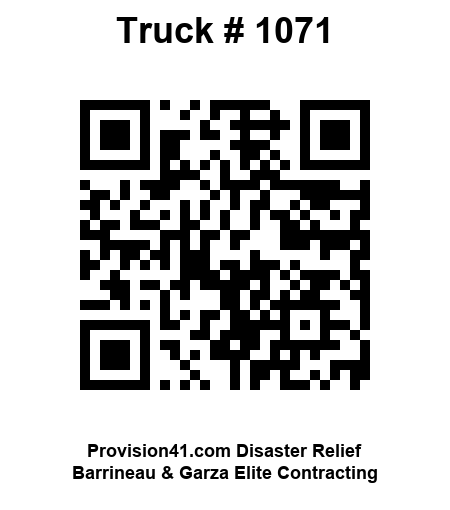 Truck # 1071
Provision41.com Disaster Relief
Barrineau & Garza Elite Contracting